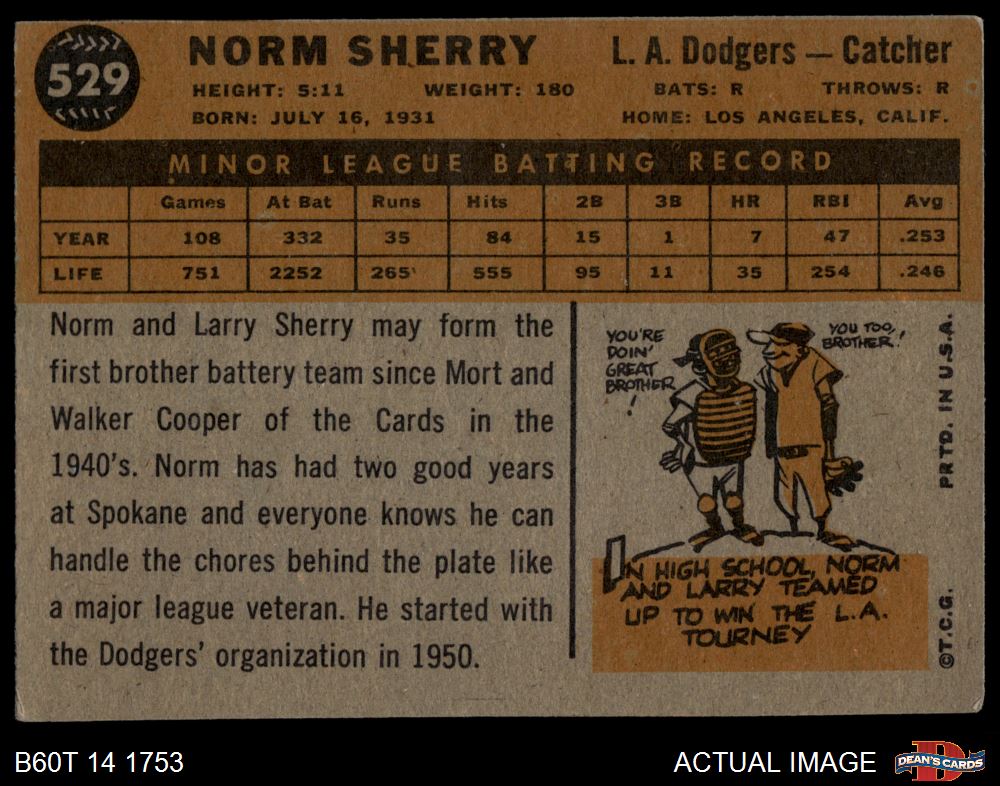 529
NORM SHERRY
L. A. Dodgers — Catcher
HEIGHT: 5:11 WEIGHT: 180 BATS: R THROWS: R
BORN: JULY 16, 1931 HOME: LOS ANGELES, CALIF.
MINOR LEAGUE BATTING RECORD
Games At Bat Runs Hits 2B 3B HR RBI Avg
YEAR 108 332 35 84 15 1 7 47 .253
LIFE 751 2252 265 555 95 11 35 254 .246
Norm and Larry Sherry may form the
first brother battery team since Mort and
Walker Cooper of the Cards in the
1940's. Norm has had two good years
at Spokane and everyone knows he can
handle the chores behind the plate like
a major league veteran. He started with
the Dodgers' organization in 1950.
YOU'RE
DOIN'
GREAT
BROTHER
!
YOU TOO,
BROTHER!
IN HIGH SCHOOL, NORM
AND LARRY TEAMED
UP TO WIN THE L.A.
TOURNEY
PRTD. IN U.S.A.
©T.C.G.
B60T 14 1753
ACTUAL IMAGE
D
DEAN'S CARDS